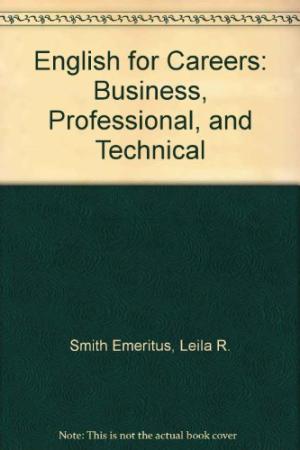 English for Careers:
Business,
Professional, and
Technical
Smith Emeritus, Leila R.
Note: This is not the actual book cover